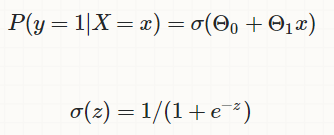 P(y = 1|X = x) = σ(Θ₀ + Θ₁x)
σ(z) = 1/(1 + e⁻ᶻ)